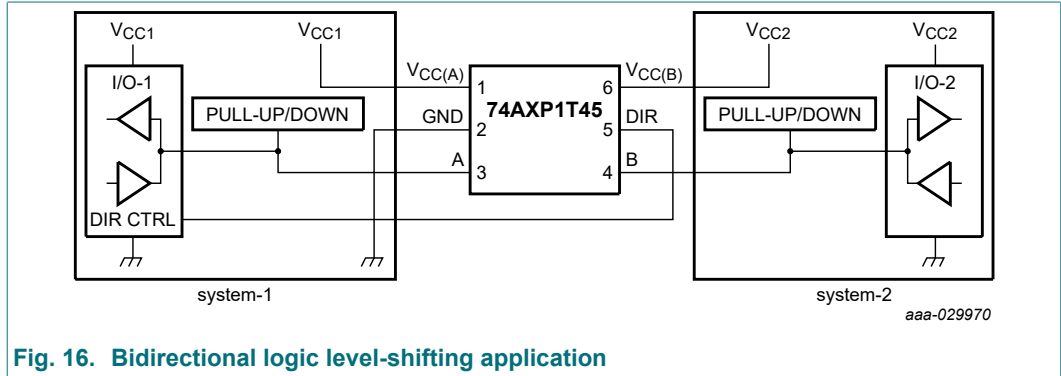 VCC1 VCC1 VCC2 VCC2
I/O-1 VCC(A) VCC(B) I/O-2
1 6
PULL-UP/DOWN 74AXP1T45 PULL-UP/DOWN
GND DIR
2 5
A B
3 4
DIR CTRL
system-1 system-2
aaa-029970
Fig. 16. Bidirectional logic level-shifting application